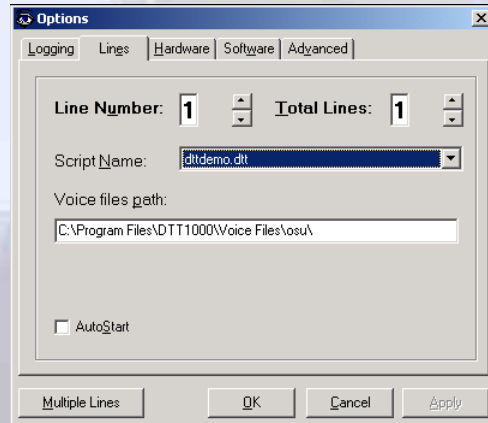 Options
Logging Lines Hardware Software Advanced
Line Number: 1 Total Lines: 1
Script Name: dttdemo.dtt
Voice files path:
C:\Program Files\DTT1000\Voice Files\osu\
AutoStart
Multiple Lines OK Cancel Apply